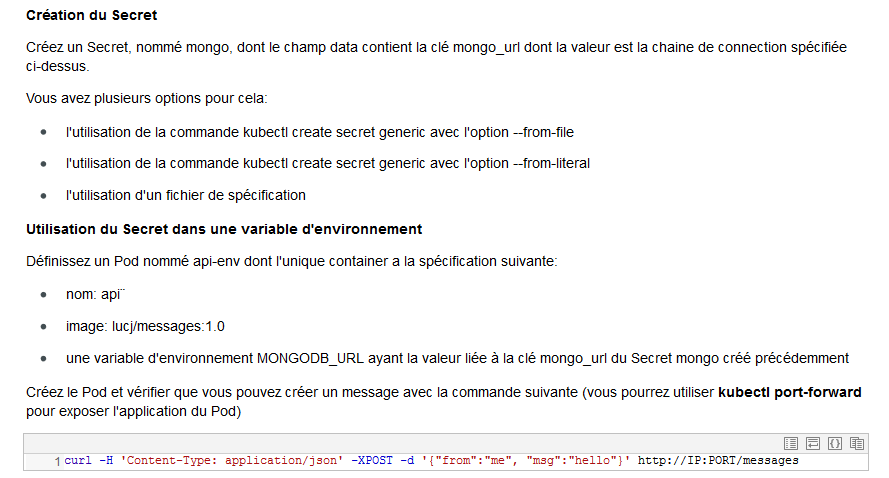 Création du Secret
Créez un Secret, nommé mongo, dont le champ data contient la clé mongo_url dont la valeur est la chaine de connection spécifiée
ci-dessus.
Vous avez plusieurs options pour cela:
• l'utilisation de la commande kubectl create secret generic avec l'option --from-file
• l'utilisation de la commande kubectl create secret generic avec l'option --from-literal
• l'utilisation d'un fichier de spécification
Utilisation du Secret dans une variable d'environnement
Définissez un Pod nommé api-env dont l'unique container a la spécification suivante:
• nom: api¨
• image: lucj/messages:1.0
• une variable d'environnement MONGODB_URL ayant la valeur liée à la clé mongo_url du Secret mongo créé précédemment
Créez le Pod et vérifier que vous pouvez créer un message avec la commande suivante (vous pourrez utiliser kubectl port-forward
pour exposer l'application du Pod)
1 curl -H 'Content-Type: application/json' -XPOST -d '{"from":"me", "msg":"hello"}' http://IP:PORT/messages